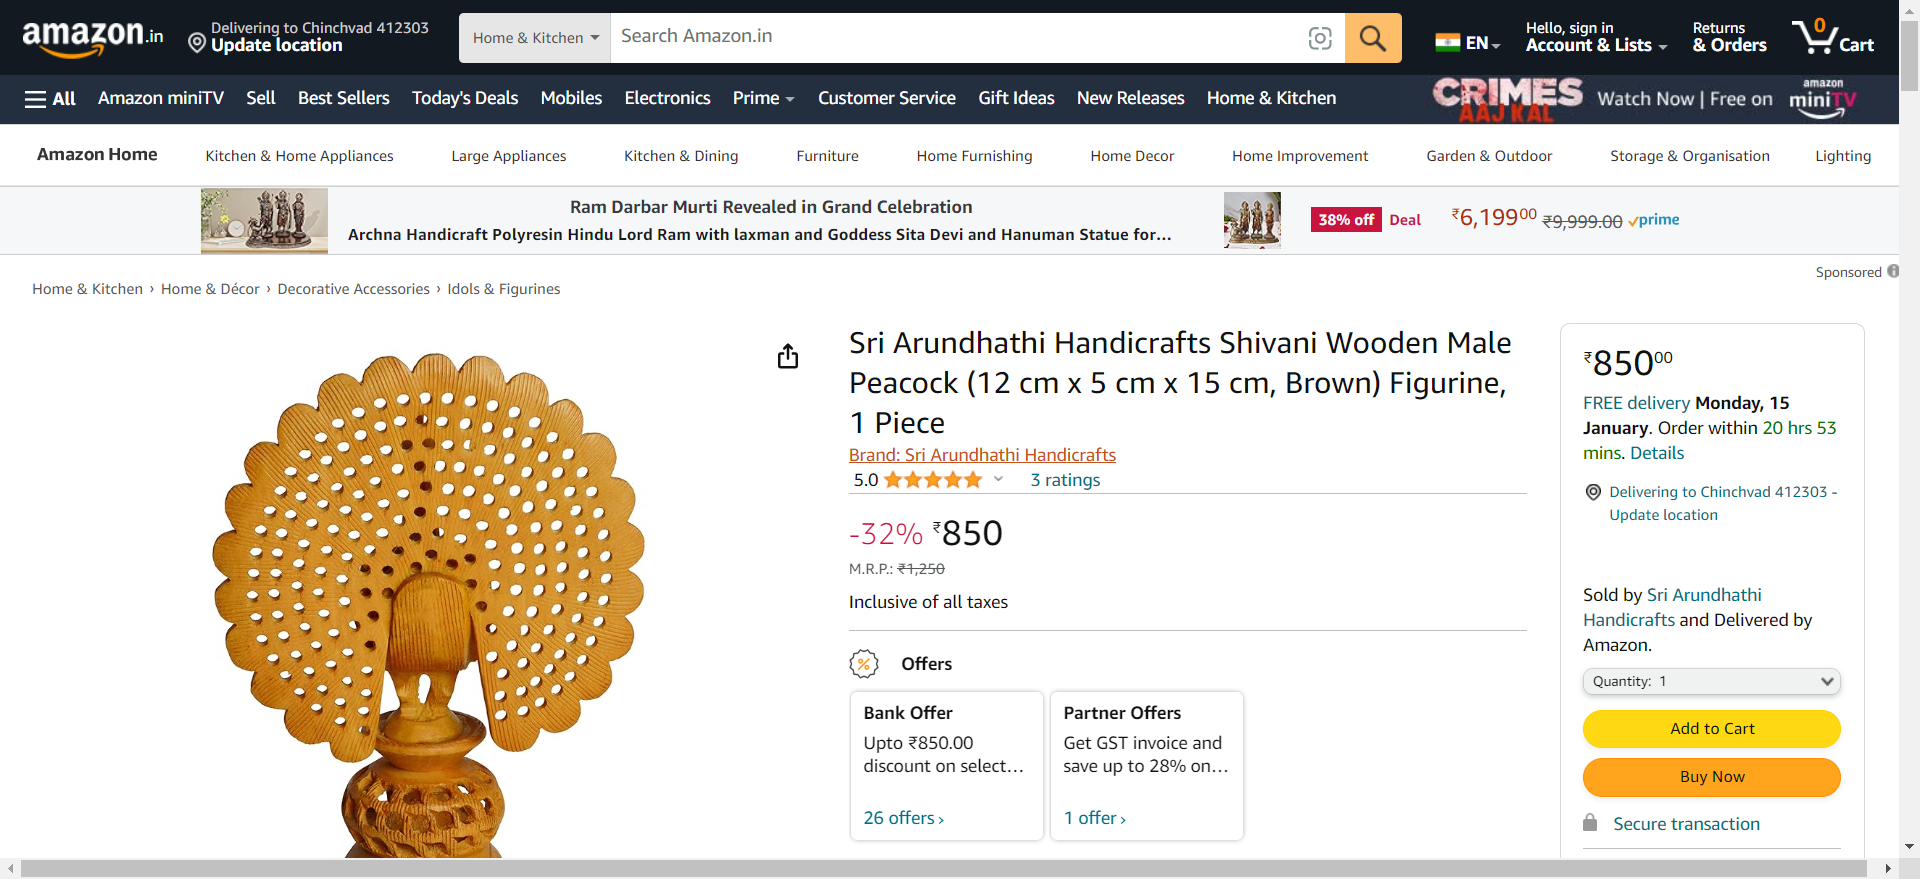 amazon.in
Delivering to Chinchvad 412303
Update location
Home & Kitchen
Search Amazon.in
EN
Hello, sign in
Account & Lists
Returns
& Orders
0
Cart
All
Amazon miniTV
Sell
Best Sellers
Today's Deals
Mobiles
Electronics
Prime
Customer Service
Gift Ideas
New Releases
Home & Kitchen
CRIMES
AAJ KAL
Watch Now | Free on
amazon
miniTV
Amazon Home
Kitchen & Home Appliances
Large Appliances
Kitchen & Dining
Furniture
Home Furnishing
Home Decor
Home Improvement
Garden & Outdoor
Storage & Organisation
Lighting
Ram Darbar Murti Revealed in Grand Celebration
Archna Handicraft Polyresin Hindu Lord Ram with laxman and Goddess Sita Devi and Hanuman Statue for...
38% off
Deal
₹6,19900
₹9,999.00
prime
Sponsored
Home & Kitchen › Home & Décor › Decorative Accessories › Idols & Figurines
Sri Arundhathi Handicrafts Shivani Wooden Male
Peacock (12 cm x 5 cm x 15 cm, Brown) Figurine,
1 Piece
Brand: Sri Arundhathi Handicrafts
5.0
3 ratings
-32% ₹850
M.R.P.: ₹1,250
Inclusive of all taxes
% Offers
Bank Offer
Upto ₹850.00
discount on select...
26 offers ›
Partner Offers
Get GST invoice and
save up to 28% on...
1 offer ›
₹85000
FREE delivery Monday, 15
January. Order within 20 hrs 53
mins. Details
Delivering to Chinchvad 412303 -
Update location
Sold by Sri Arundhathi
Handicrafts and Delivered by
Amazon.
Quantity: 1
Add to Cart
Buy Now
Secure transaction